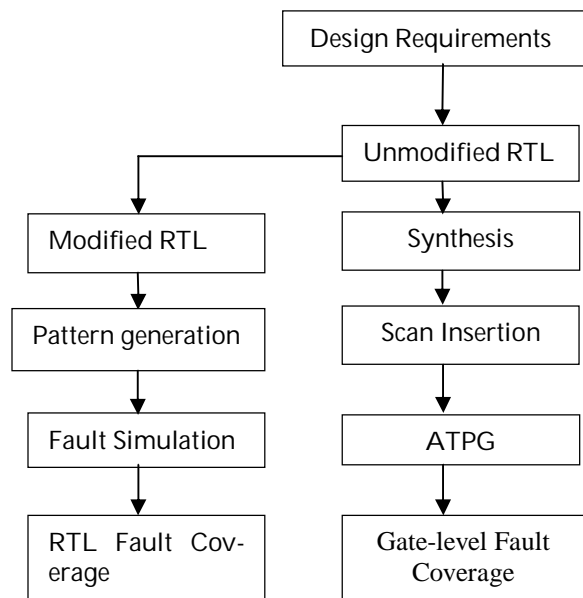 Design Requirements
Unmodified RTL
Modified RTL
Synthesis
Pattern generation
Scan Insertion
Fault Simulation
ATPG
RTL Fault Cov-
erage
Gate-level Fault
Coverage